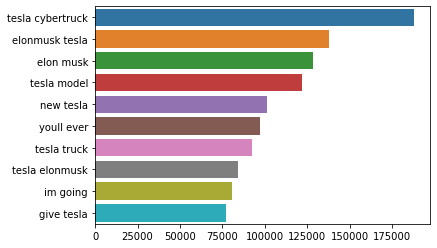 tesla cybertruck
elonmusk tesla
elon musk
tesla model
new tesla
youll ever
tesla truck
tesla elonmusk
im going
give tesla
0 25000 50000 75000 100000 125000 150000 175000